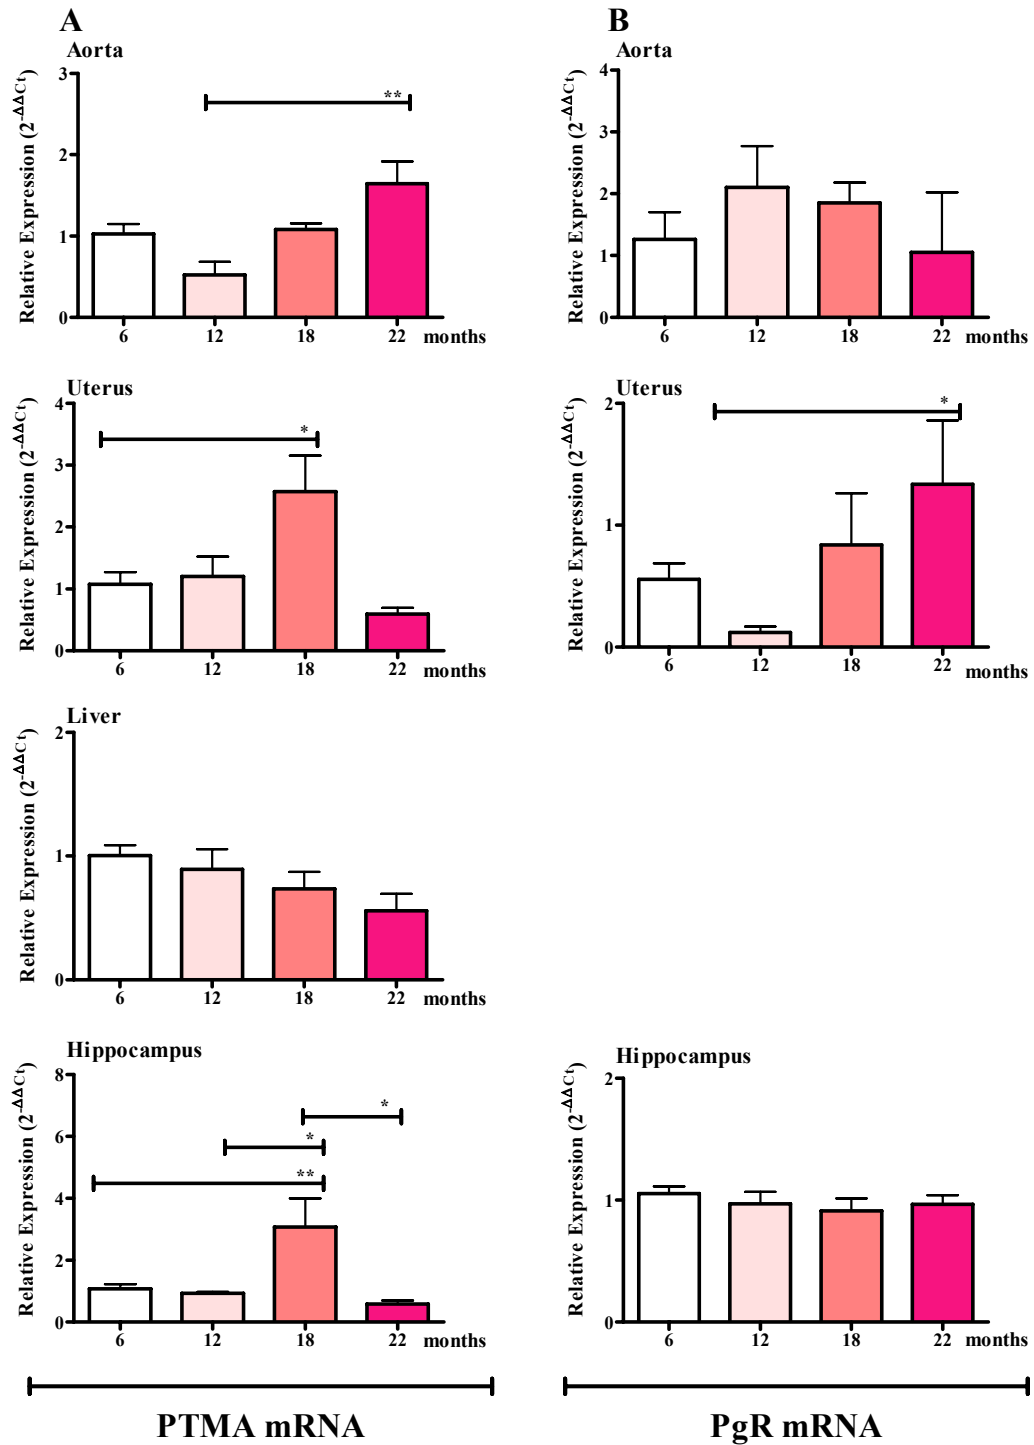 A
Aorta
Relative Expression (2-ΔΔCt)
3
2
1
0
**
6 12 18 22 months
B
Aorta
Relative Expression (2-ΔΔCt)
4
3
2
1
0
6 12 18 22 months
Uterus
Relative Expression (2-ΔΔCt)
4
3
2
1
0
*
6 12 18 22 months
Uterus
Relative Expression (2-ΔΔCt)
2
1
0
*
6 12 18 22 months
Liver
Relative Expression (2-ΔΔCt)
2
1
0
6 12 18 22 months
Hippocampus
Relative Expression (2-ΔΔCt)
8
6
4
2
0
*
*
**
6 12 18 22 months
Hippocampus
Relative Expression (2-ΔΔCt)
2
1
0
6 12 18 22 months
PTMA mRNA
PgR mRNA